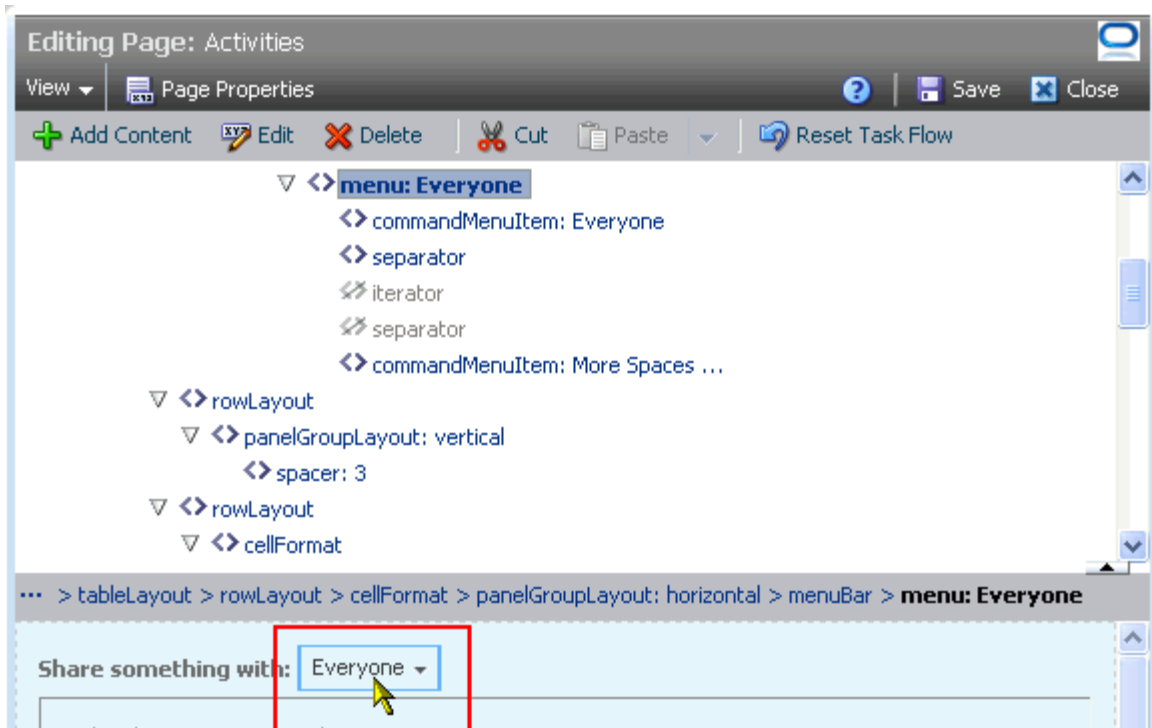 Editing Page: Activities
View Page Properties Save Close
Add Content Edit Delete Cut Paste Reset Task Flow
menu: Everyone
commandMenuItem: Everyone
separator
iterator
separator
commandMenuItem: More Spaces ...
rowLayout
panelGroupLayout: vertical
spacer: 3
rowLayout
cellFormat
... > tableLayout > rowLayout > cellFormat > panelGroupLayout: horizontal > menuBar > menu: Everyone
Share something with: Everyone